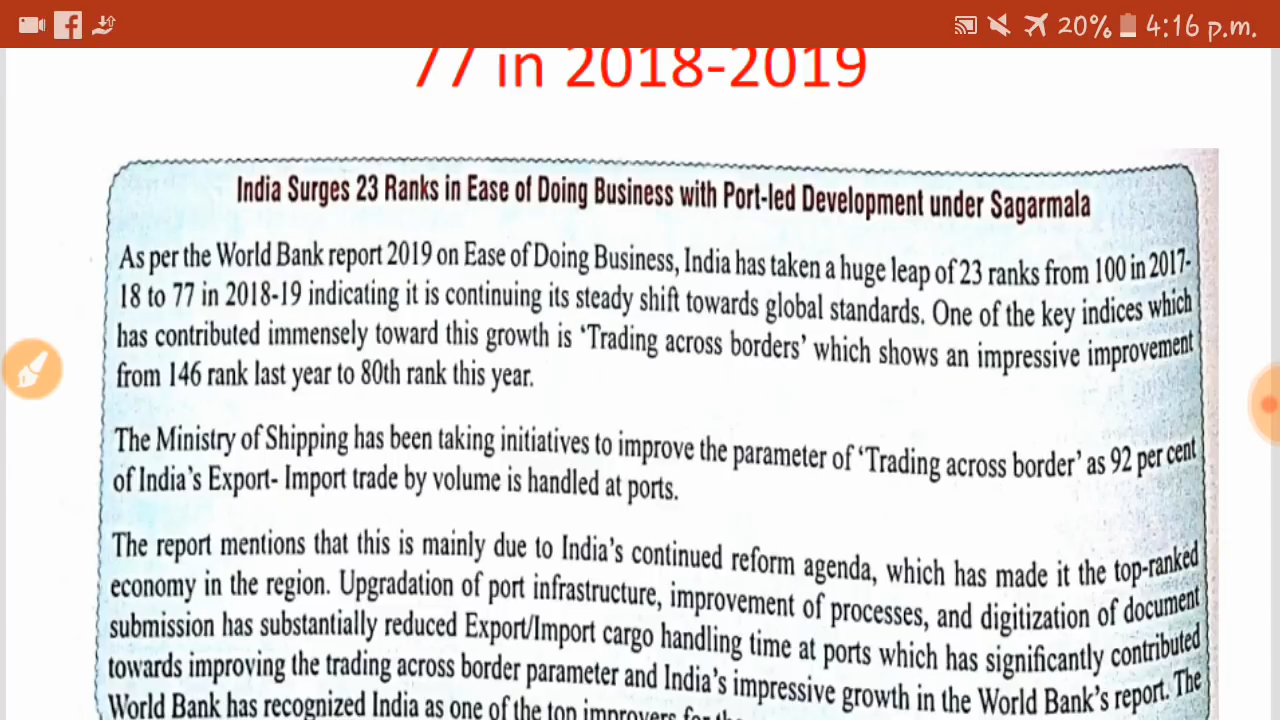 20% 4:16 p.m.
77 in 2018-2019
India Surges 23 Ranks in Ease of Doing Business with Port-led Development under Sagarmala
As per the World Bank report 2019 on Ease of Doing Business, India has taken a huge leap of 23 ranks from 100 in 2017-
18 to 77 in 2018-19 indicating it is continuing its steady shift towards global standards. One of the key indices which
has contributed immensely toward this growth is ‘Trading across borders’ which shows an impressive improvement
from 146 rank last year to 80th rank this year.
The Ministry of Shipping has been taking initiatives to improve the parameter of ‘Trading across border’ as 92 per cent
of India’s Export- Import trade by volume is handled at ports.
The report mentions that this is mainly due to India’s continued reform agenda, which has made it the top-ranked
economy in the region. Upgradation of port infrastructure, improvement of processes, and digitization of document
submission has substantially reduced Export/Import cargo handling time at ports which has significantly contributed
towards improving the trading across border parameter and India’s impressive growth in the World Bank’s report. The
World Bank has recognized India as one of the top improvers for the